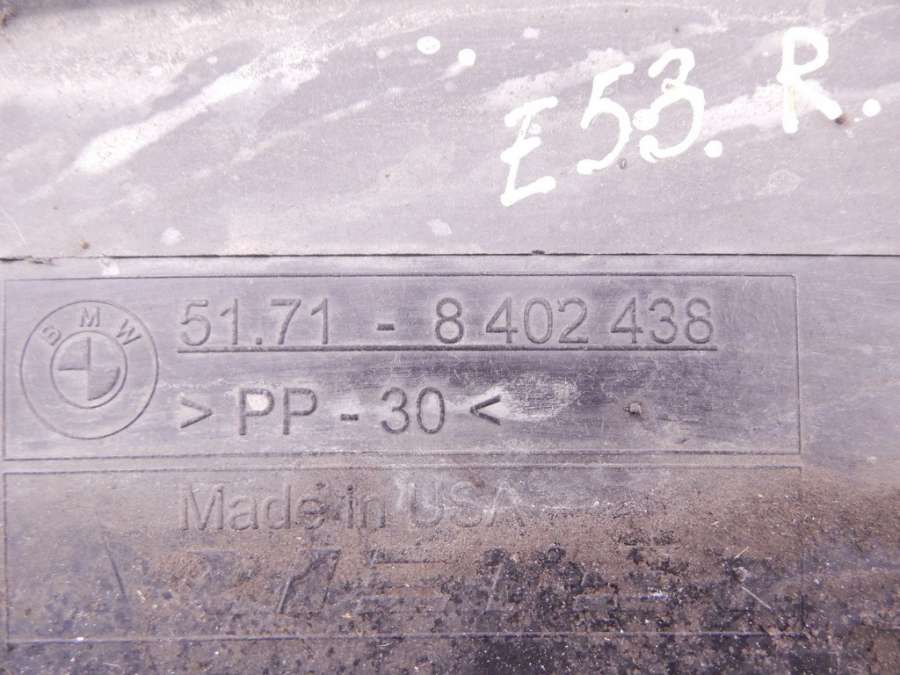 E53. R.
BMW
51.71 - 8 402 438
> PP - 30 <
Made in USA